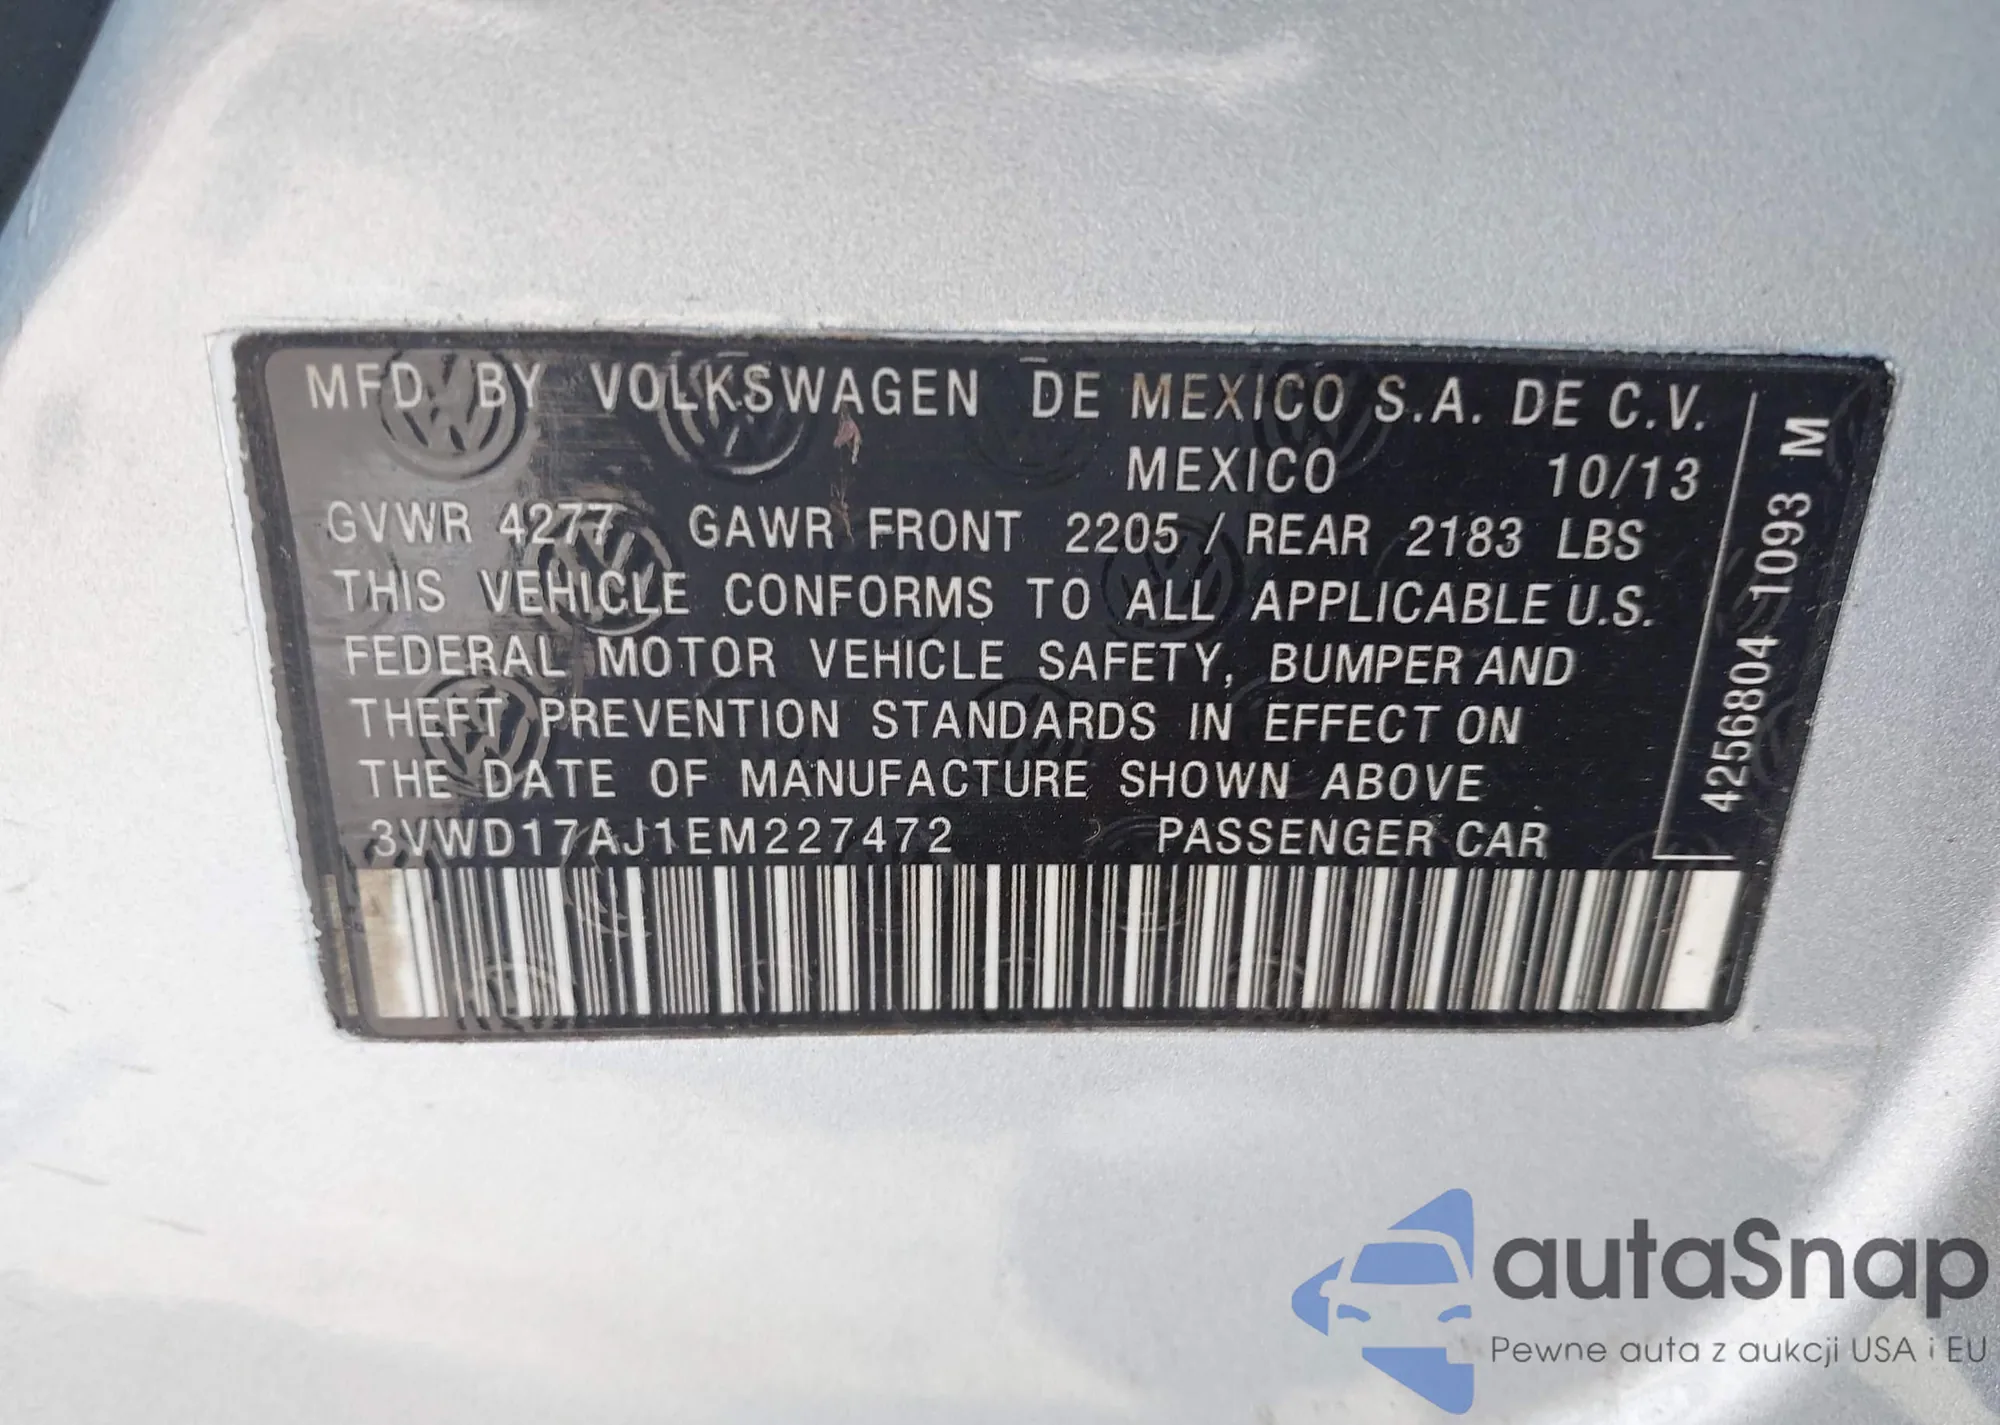 MFD BY VOLKSWAGEN DE MEXICO S.A. DE C.V.
MEXICO 10/13
GVWR 4277 GAWR FRONT 2205 / REAR 2183 LBS
THIS VEHICLE CONFORMS TO ALL APPLICABLE U.S.
FEDERAL MOTOR VEHICLE SAFETY, BUMPER AND
THEFT PREVENTION STANDARDS IN EFFECT ON
THE DATE OF MANUFACTURE SHOWN ABOVE
3VWD17AJ1EM227472 PASSENGER CAR
4256804 1093 M
autaSnap
Pewne auta z aukcji USA i EU